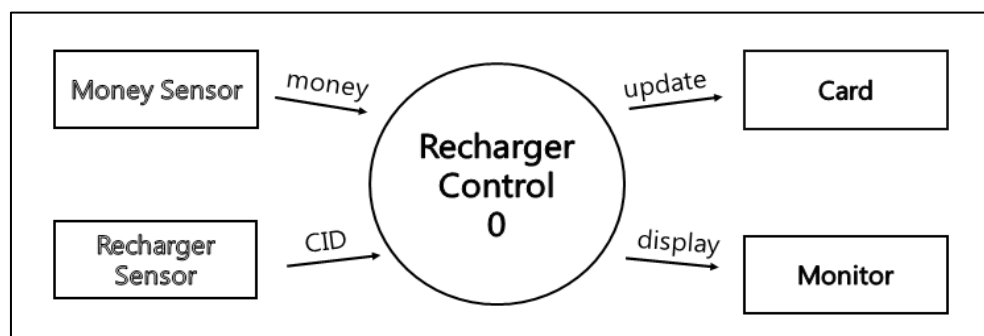 Money Sensor
money
Recharger
Control
0
update
Card
Recharger
Sensor
CID
display
Monitor